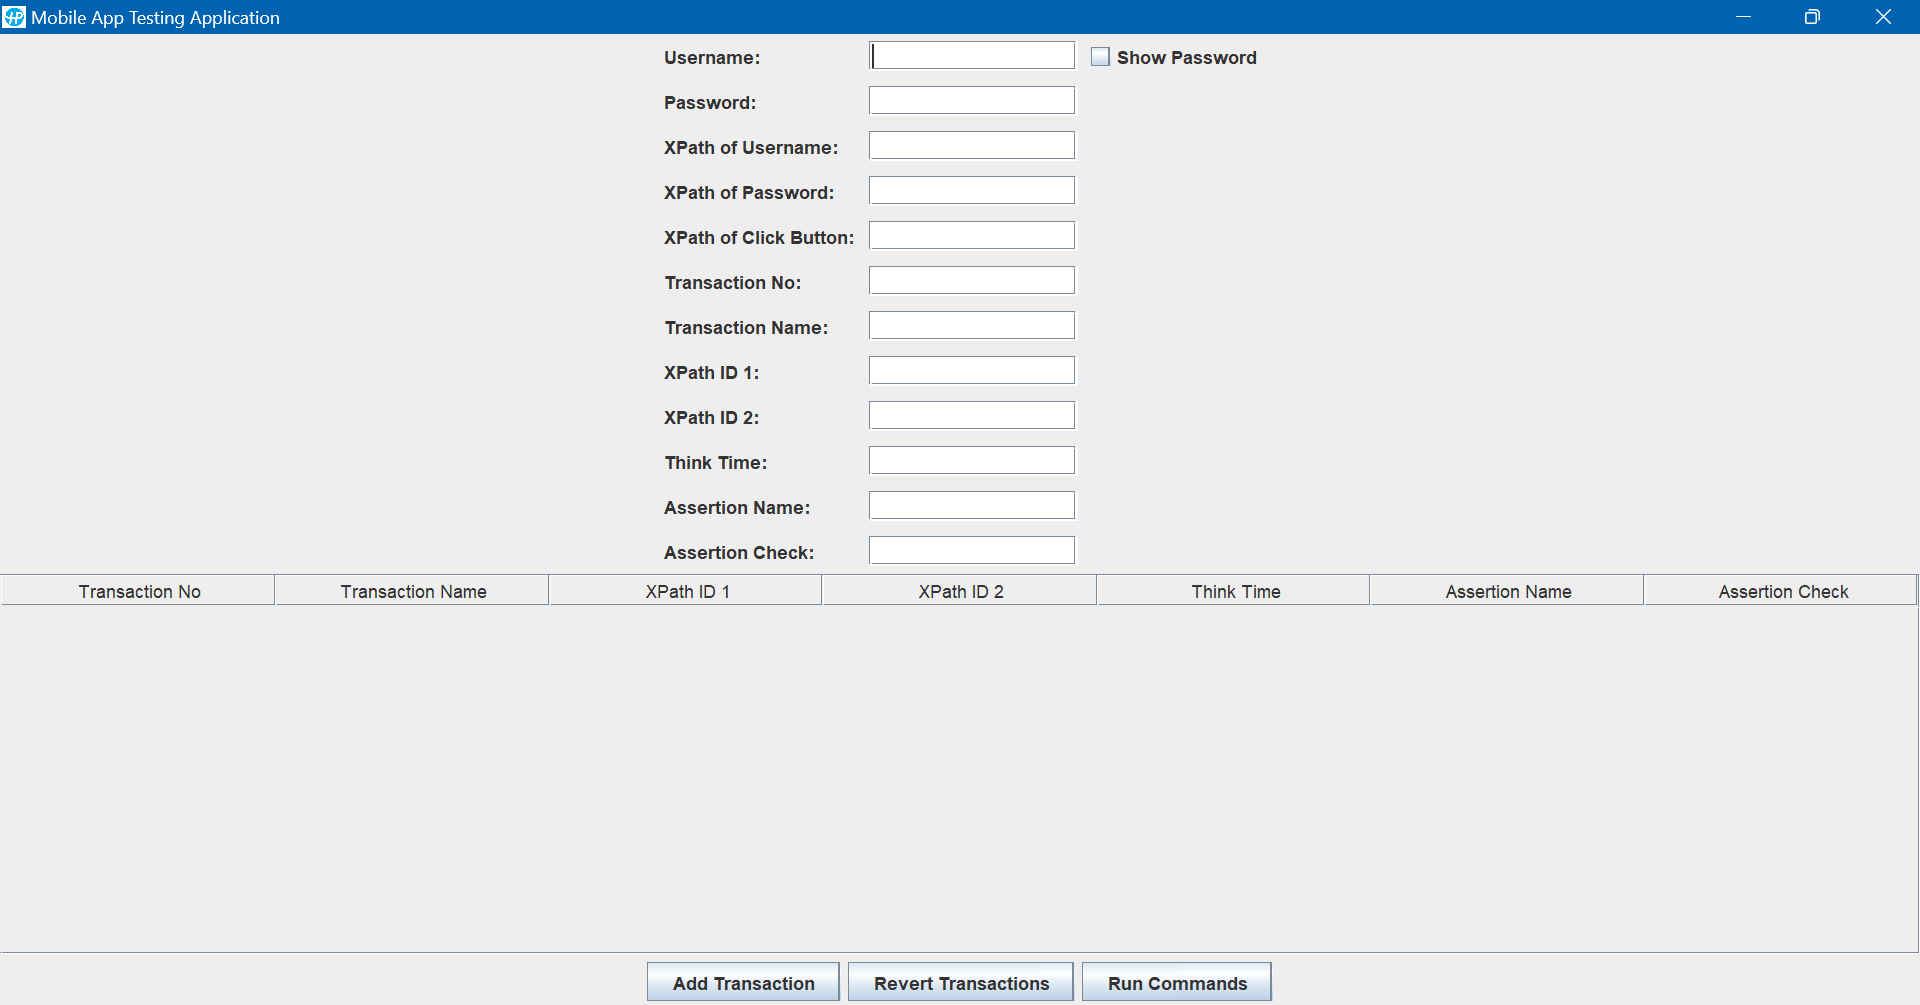 HP Mobile App Testing Application
Username: Show Password
Password:
XPath of Username:
XPath of Password:
XPath of Click Button:
Transaction No:
Transaction Name:
XPath ID 1:
XPath ID 2:
Think Time:
Assertion Name:
Assertion Check:
Transaction No Transaction Name XPath ID 1 XPath ID 2 Think Time Assertion Name Assertion Check
Add Transaction Revert Transactions Run Commands